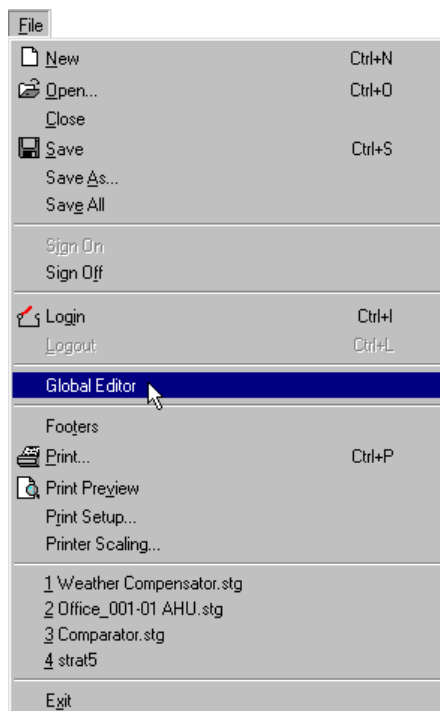 File
New Ctrl+N
Open... Ctrl+O
Close
Save Ctrl+S
Save As...
Save All
Sign On
Sign Off
Login Ctrl+I
Logout Ctrl+L
Global Editor
Footers
Print... Ctrl+P
Print Preview
Print Setup...
Printer Scaling...
1 Weather Compensator.stg
2 Office_001-01 AHU.stg
3 Comparator.stg
4 strat5
Exit